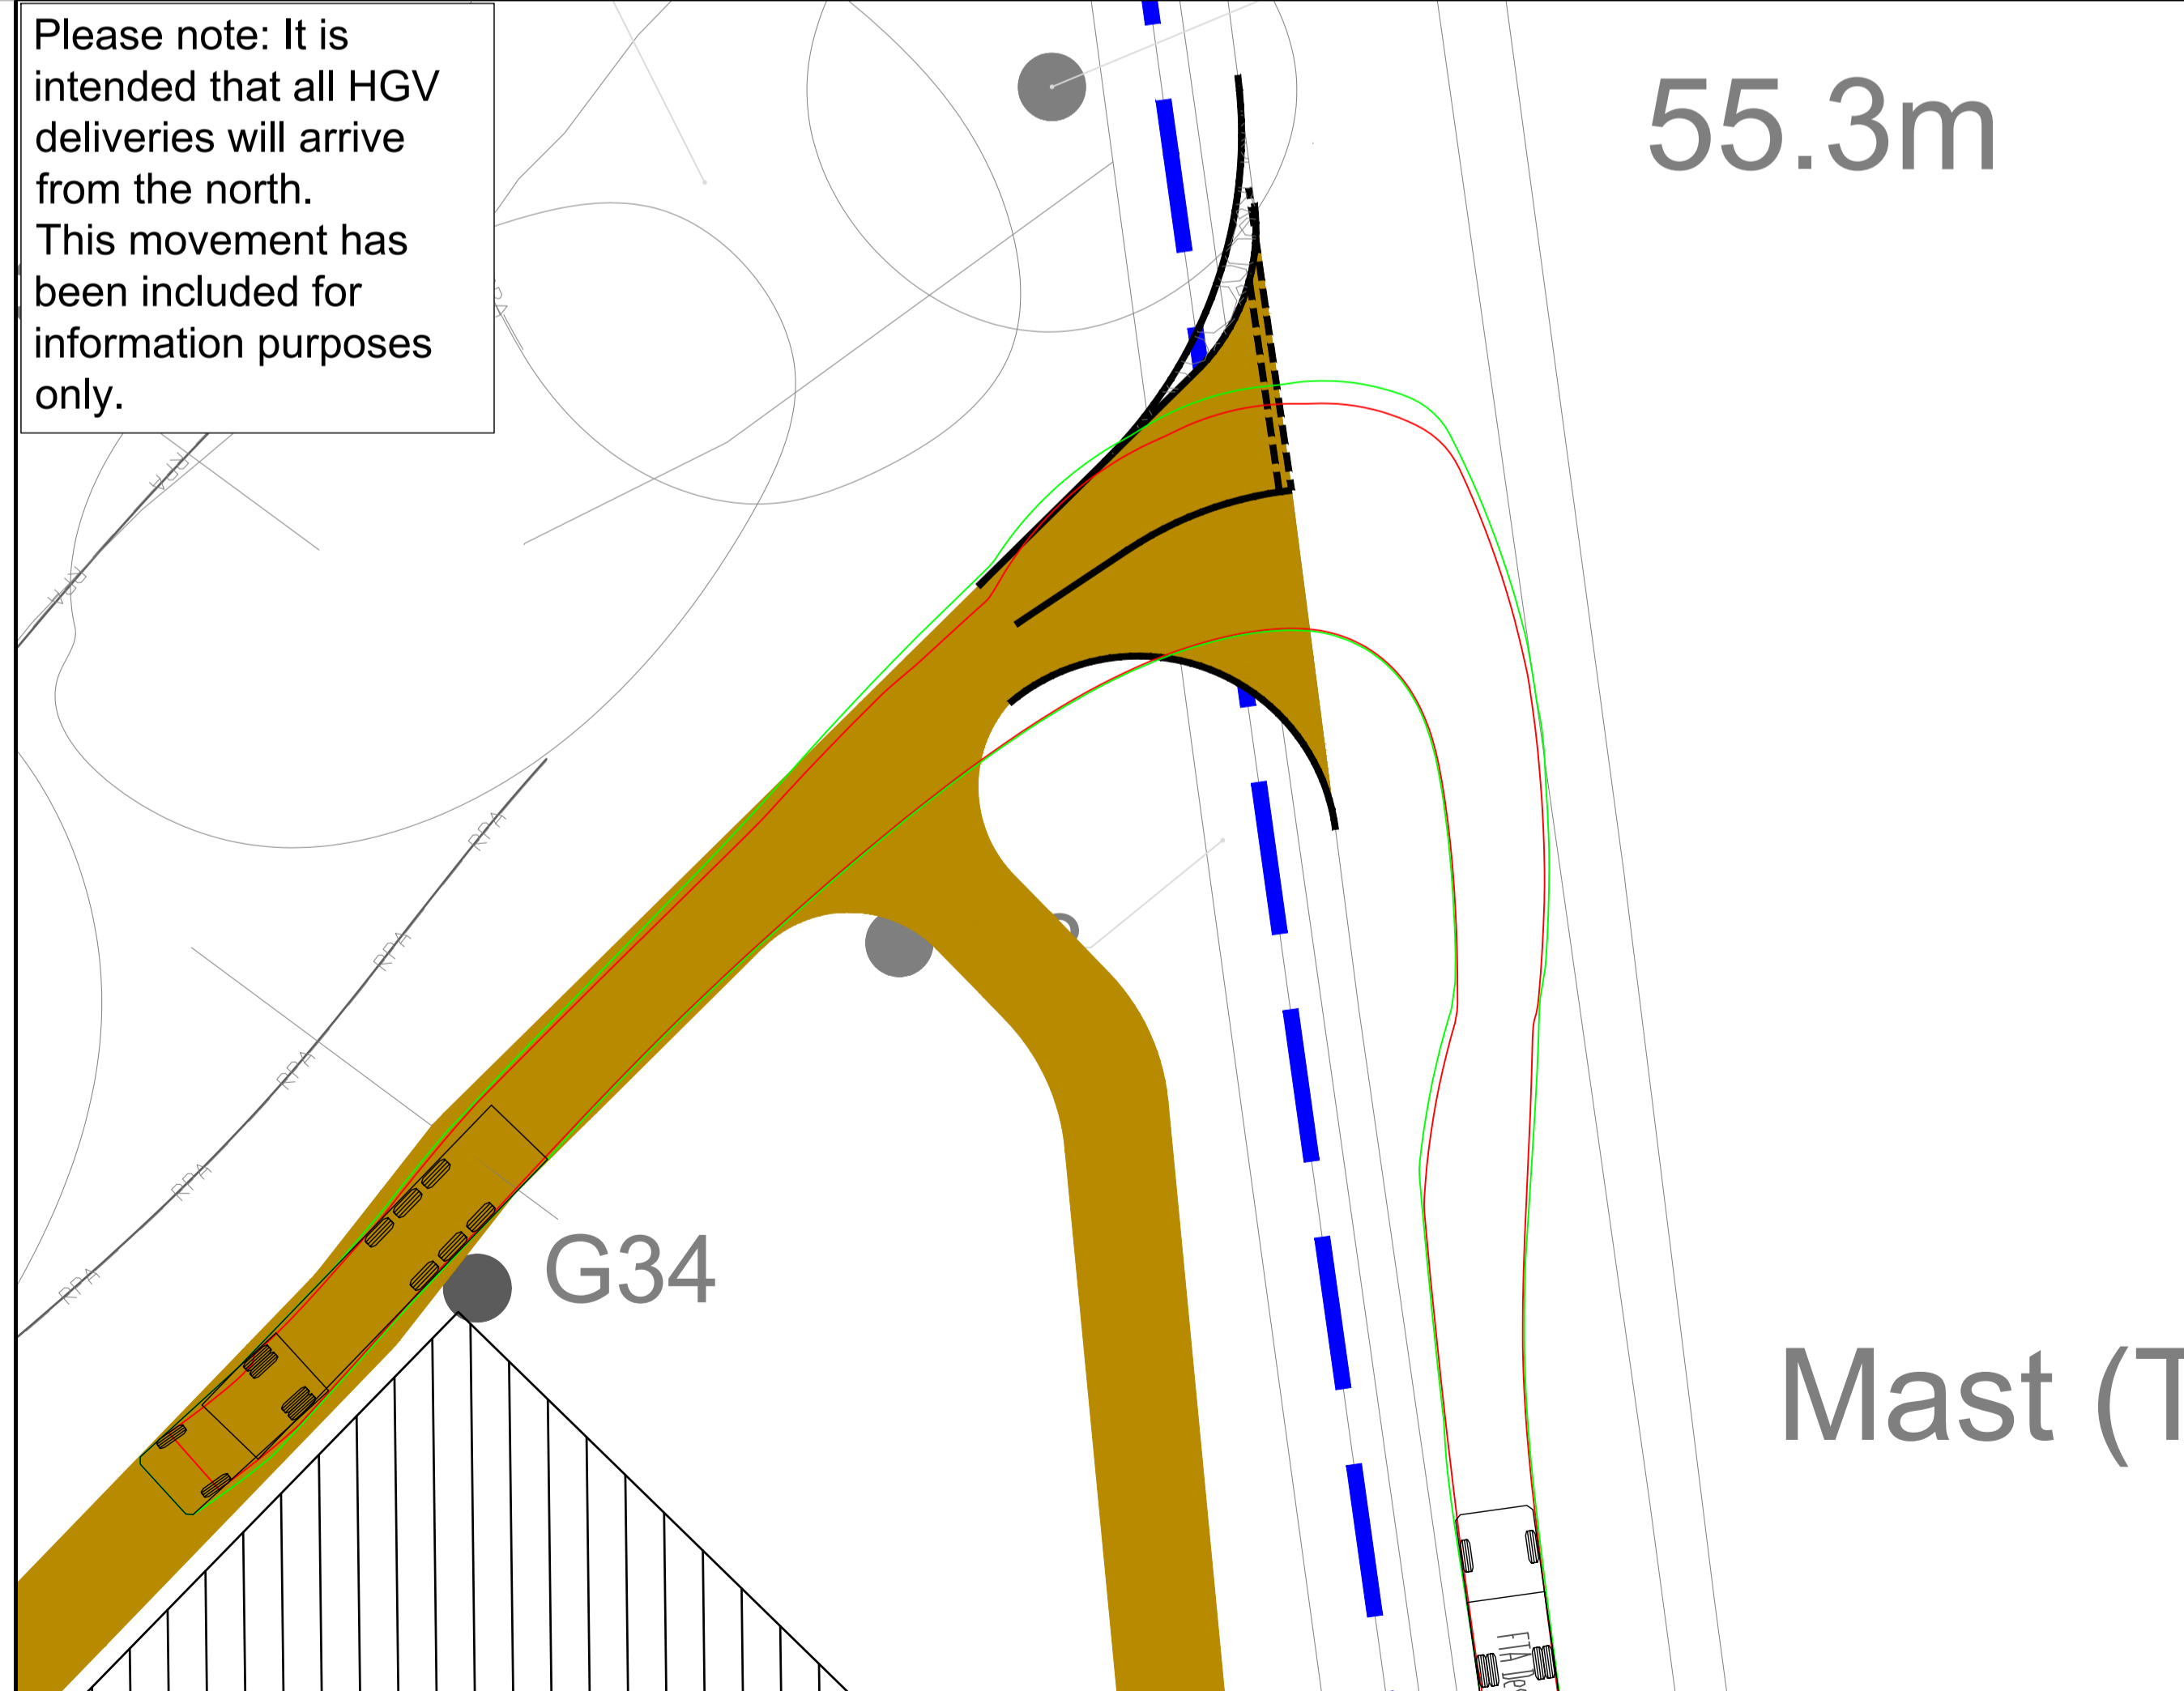 Please note: It is
intended that all HGV
deliveries will arrive
from the north.
This movement has
been included for
information purposes
only.
55.3m
RPA
RPA
RPA
RPA
RPA
RPA
RPA
G34
Mast (T